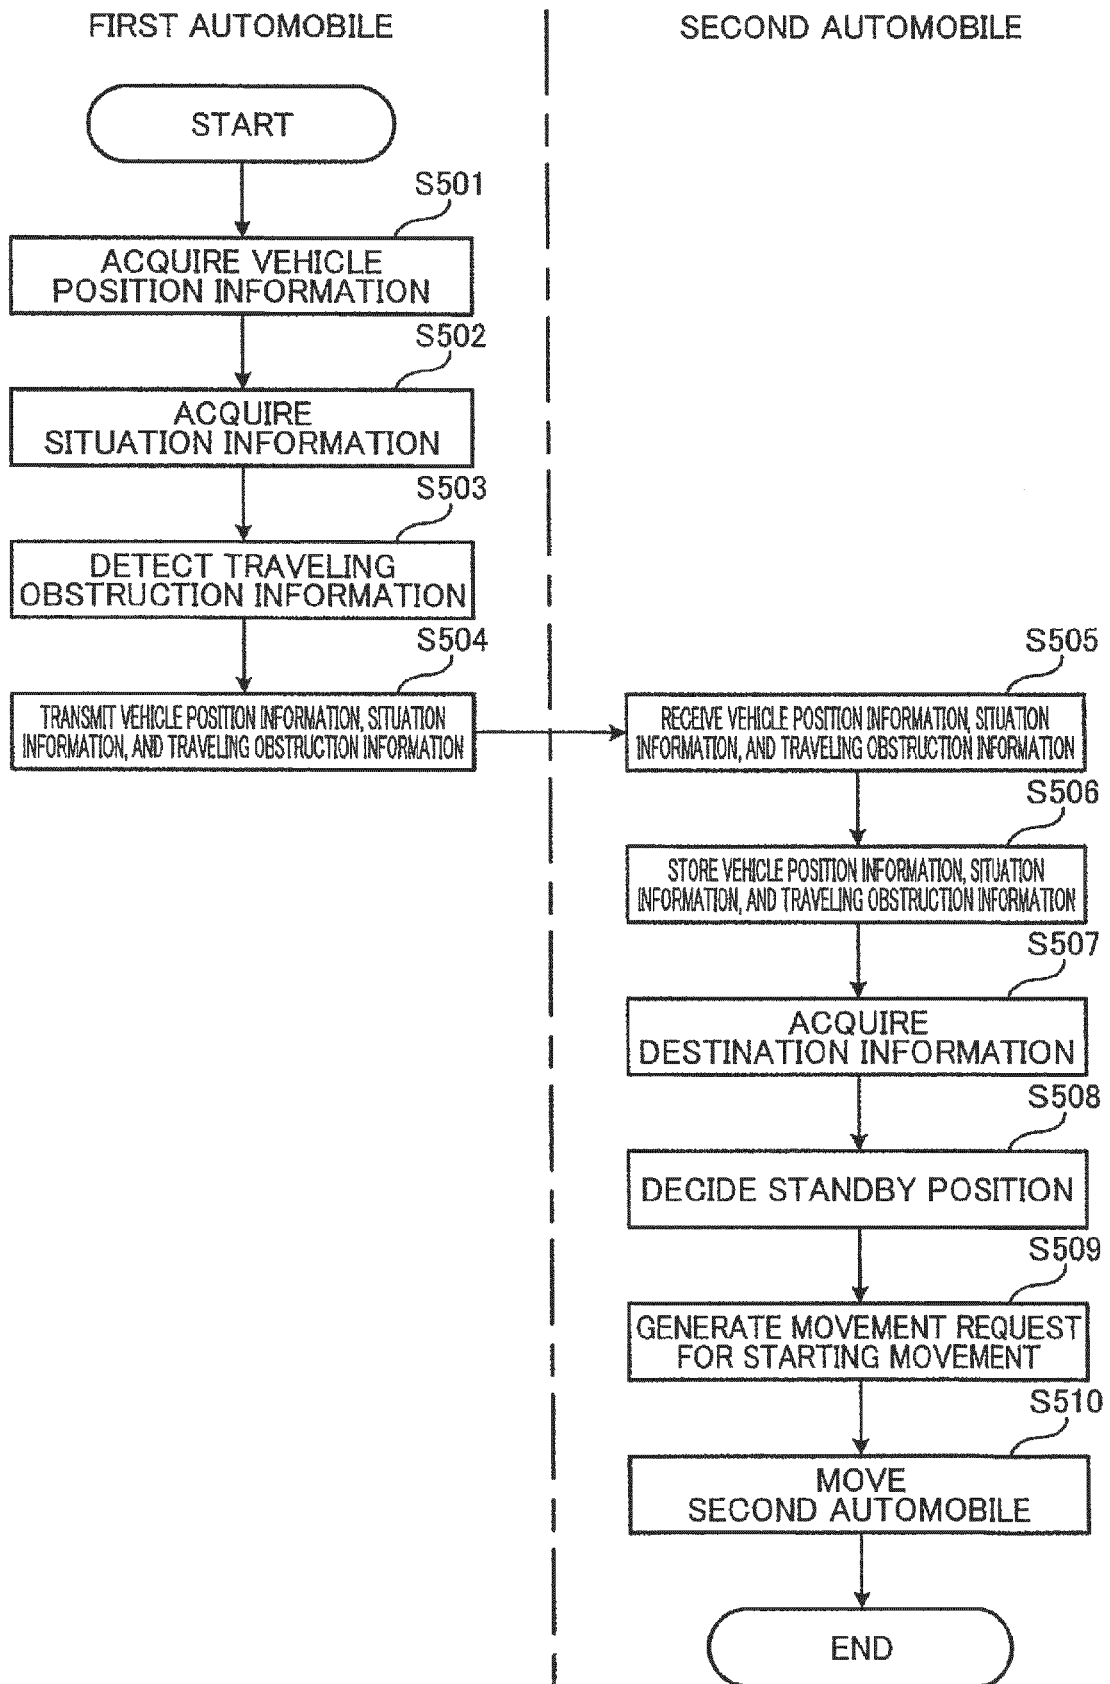 FIRST AUTOMOBILE
SECOND AUTOMOBILE
START
S501
ACQUIRE VEHICLE
POSITION INFORMATION
S502
ACQUIRE
SITUATION INFORMATION
S503
DETECT TRAVELING
OBSTRUCTION INFORMATION
S504
TRANSMIT VEHICLE POSITION INFORMATION, SITUATION
INFORMATION, AND TRAVELING OBSTRUCTION INFORMATION
S505
RECEIVE VEHICLE POSITION INFORMATION, SITUATION
INFORMATION, AND TRAVELING OBSTRUCTION INFORMATION
S506
STORE VEHICLE POSITION INFORMATION, SITUATION
INFORMATION, AND TRAVELING OBSTRUCTION INFORMATION
S507
ACQUIRE
DESTINATION INFORMATION
S508
DECIDE STANDBY POSITION
S509
GENERATE MOVEMENT REQUEST
FOR STARTING MOVEMENT
S510
MOVE
SECOND AUTOMOBILE
END